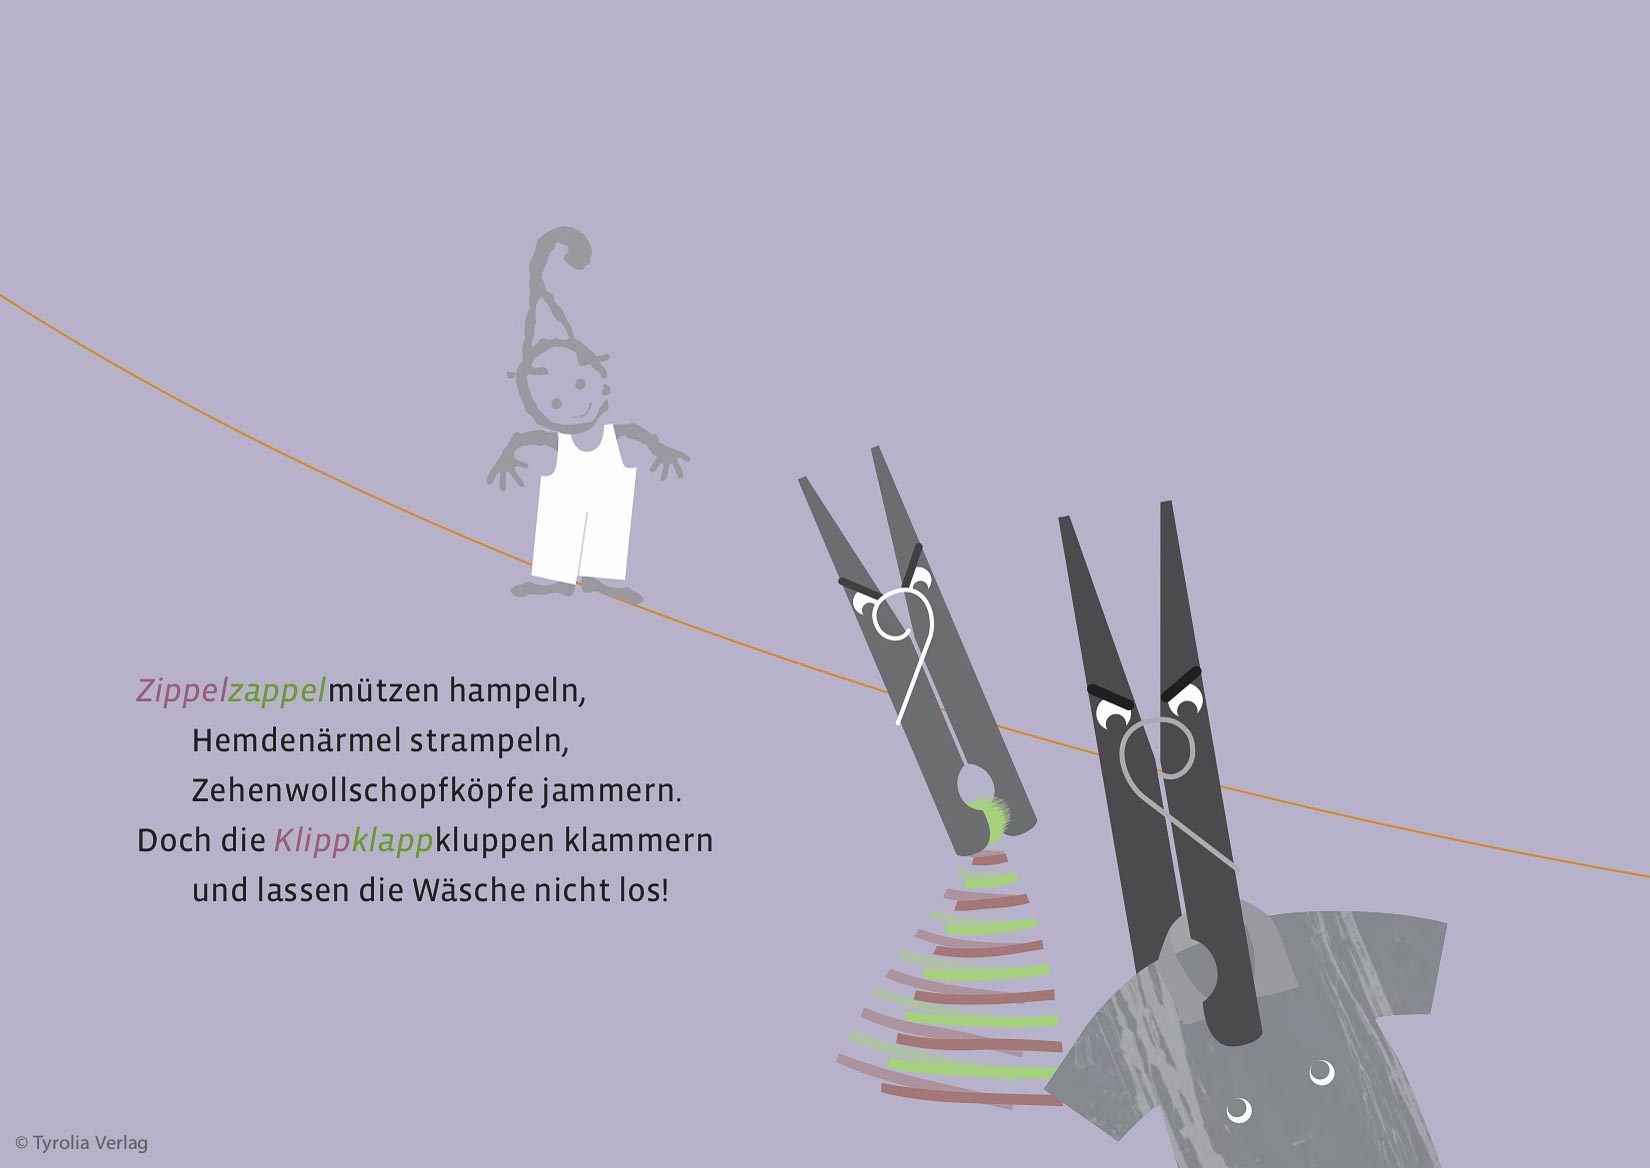 Zippelzappelmützen hampeln,
Hemdenärmel strampeln,
Zehenwollschopfköpfe jammern.
Doch die Klippklappkluppen klammern
und lassen die Wäsche nicht los!
© Tyrolia Verlag